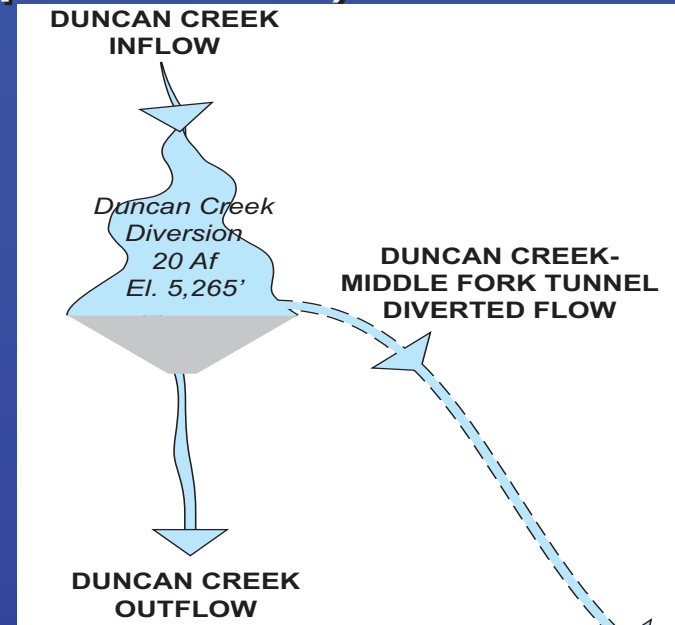 DUNCAN CREEK
INFLOW
Duncan Creek
Diversion
20 Af
El. 5,265’
DUNCAN CREEK-
MIDDLE FORK TUNNEL
DIVERTED FLOW
DUNCAN CREEK
OUTFLOW